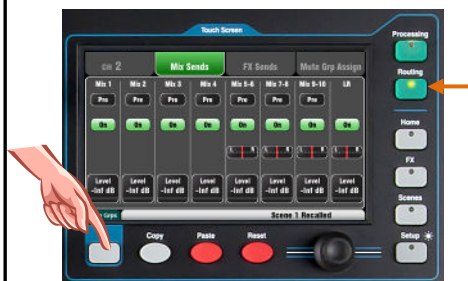 Touch Screen
Processing
Routing
CH 2 Mix Sends FX Sends Mute Grp Assign
Mix 1 Mix 2 Mix 3 Mix 4 Mix 5-6 Mix 7-8 Mix 9-10 LR
Pre Pre Pre Pre Pre Pre Pre
On On On On On On On On
L R L R L R L R
Level Level Level Level Level Level Level Level
-inf dB -inf dB -inf dB -inf dB -inf dB -inf dB -inf dB -inf dB
Grps Scene 1 Recalled
Home
FX
Scenes
Setup
Copy Paste Reset